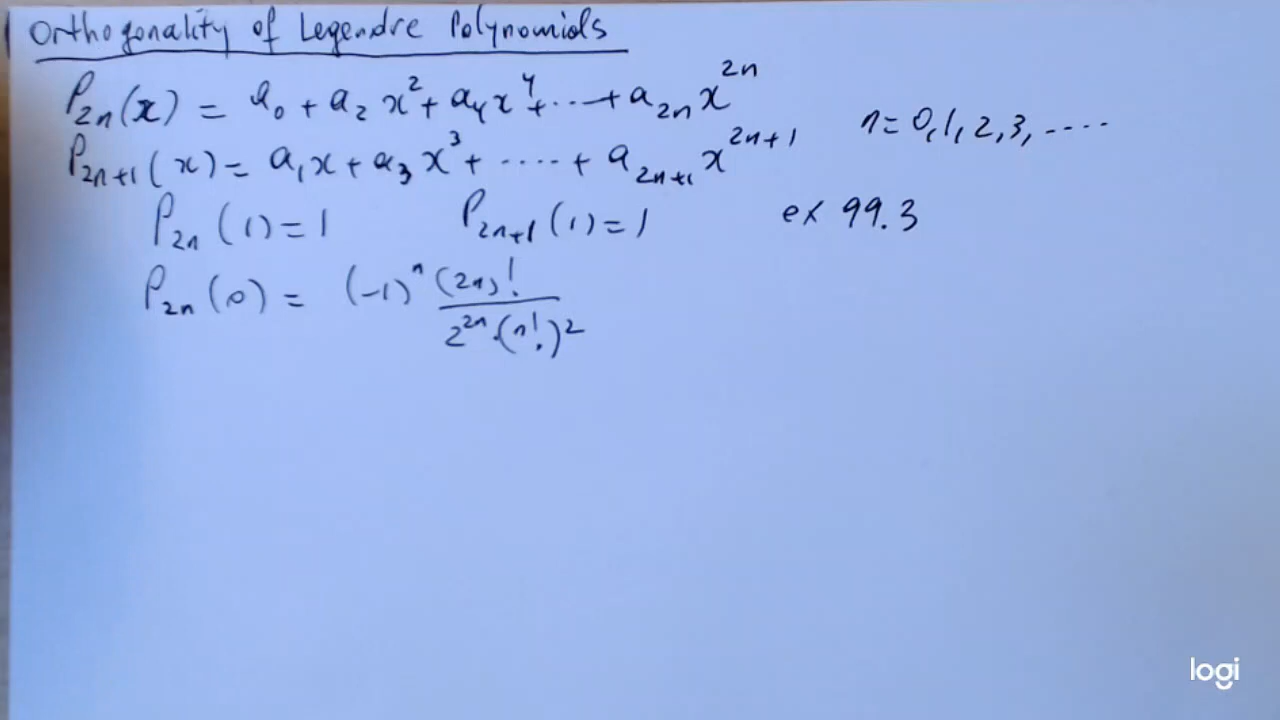 Orthogonality of Legendre Polynomials
P₂ₙ(x) = a₀ + a₂x² + a₄x⁴ + ... + a₂ₙx²ⁿ
n = 0, 1, 2, 3, ....
P₂ₙ₊₁(x) = a₁x + a₃x³ + .... + a₂ₙ₊₁x²ⁿ⁺¹
P₂ₙ(1) = 1 P₂ₙ₊₁(1) = 1 ex 99.3
P₂ₙ(0) = (-1)ⁿ (2n)! / 2²ⁿ·(n!)²
logi